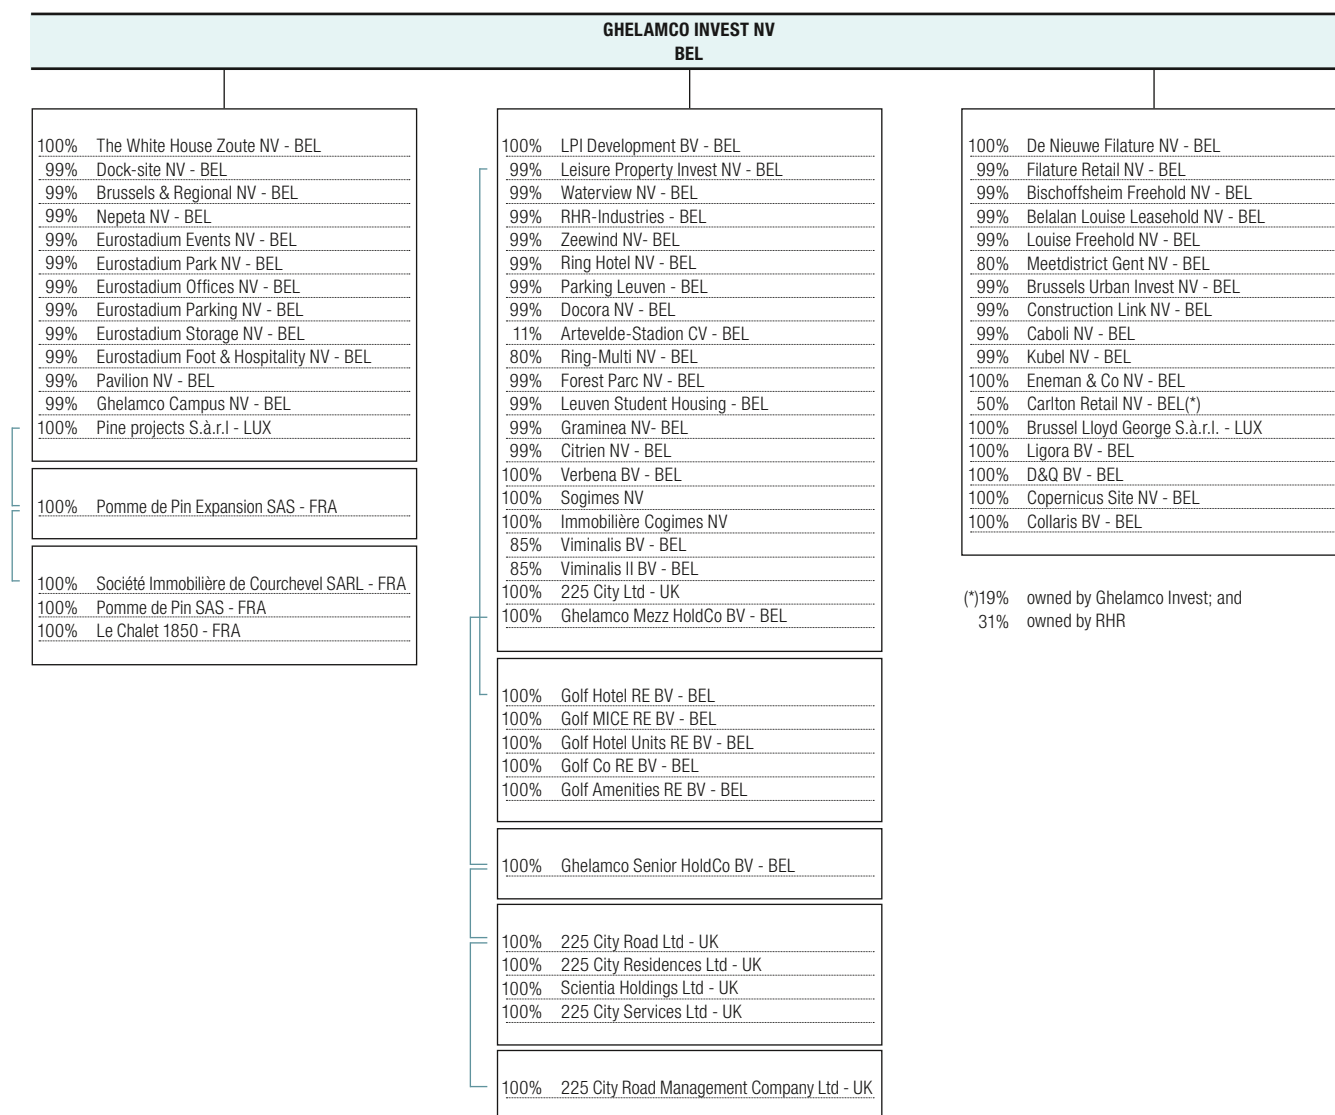 GHELAMCO INVEST NV
BEL
100% The White House Zoute NV - BEL
99% Dock-site NV - BEL
99% Brussels & Regional NV - BEL
99% Nepeta NV - BEL
99% Eurostadium Events NV - BEL
99% Eurostadium Park NV - BEL
99% Eurostadium Offices NV - BEL
99% Eurostadium Parking NV - BEL
99% Eurostadium Storage NV - BEL
99% Eurostadium Foot & Hospitality NV - BEL
99% Pavilion NV - BEL
99% Ghelamco Campus NV - BEL
100% Pine projects S.à.r.l - LUX
100% Pomme de Pin Expansion SAS - FRA
100% Société Immobilière de Courchevel SARL - FRA
100% Pomme de Pin SAS - FRA
100% Le Chalet 1850 - FRA
100% LPI Development BV - BEL
99% Leisure Property Invest NV - BEL
99% Waterview NV - BEL
99% RHR-Industries - BEL
99% Zeewind NV- BEL
99% Ring Hotel NV - BEL
99% Parking Leuven - BEL
99% Docora NV - BEL
11% Artevelde-Stadion CV - BEL
80% Ring-Multi NV - BEL
99% Forest Parc NV - BEL
99% Leuven Student Housing - BEL
99% Graminea NV- BEL
99% Citrien NV - BEL
100% Verbena BV - BEL
100% Sogimes NV
100% Immobilière Cogimes NV
85% Viminalis BV - BEL
85% Viminalis II BV - BEL
100% 225 City Ltd - UK
100% Ghelamco Mezz HoldCo BV - BEL
100% Golf Hotel RE BV - BEL
100% Golf MICE RE BV - BEL
100% Golf Hotel Units RE BV - BEL
100% Golf Co RE BV - BEL
100% Golf Amenities RE BV - BEL
100% Ghelamco Senior HoldCo BV - BEL
100% 225 City Road Ltd - UK
100% 225 City Residences Ltd - UK
100% Scientia Holdings Ltd - UK
100% 225 City Services Ltd - UK
100% 225 City Road Management Company Ltd - UK
100% De Nieuwe Filature NV - BEL
99% Filature Retail NV - BEL
99% Bischoffsheim Freehold NV - BEL
99% Belalan Louise Leasehold NV - BEL
99% Louise Freehold NV - BEL
80% Meetdistrict Gent NV - BEL
99% Brussels Urban Invest NV - BEL
99% Construction Link NV - BEL
99% Caboli NV - BEL
99% Kubel NV - BEL
100% Eneman & Co NV - BEL
50% Carlton Retail NV - BEL(*)
100% Brussel Lloyd George S.à.r.l. - LUX
100% Ligora BV - BEL
100% D&Q BV - BEL
100% Copernicus Site NV - BEL
100% Collaris BV - BEL
(*)19% owned by Ghelamco Invest; and
31% owned by RHR